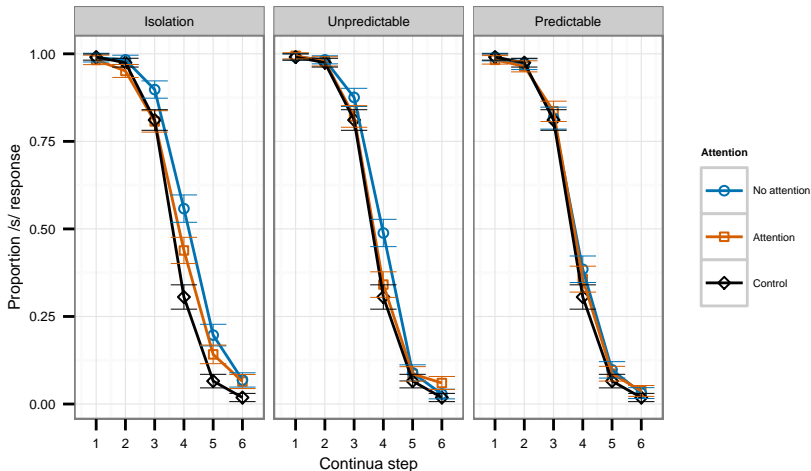 Isolation
Unpredictable
Predictable
1.00
0.75
0.50
0.25
0.00
Proportion /s/ response
1 2 3 4 5 6
1 2 3 4 5 6
1 2 3 4 5 6
Continua step
Attention
No attention
Attention
Control